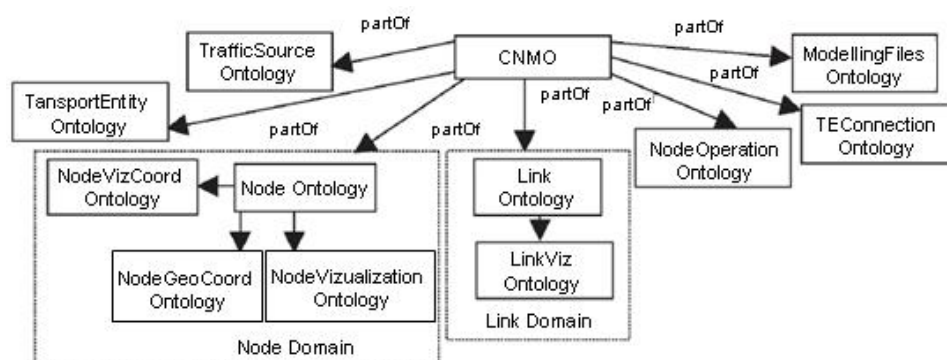 partOf
TrafficSource
Ontology
CNMO
partOf
ModellingFiles
Ontology
TansportEntity
Ontology
partOf
partOf
partOf
partOf
partOf
TEConnection
Ontology
NodeOperation
Ontology
NodeVizCoord
Ontology
Node Ontology
Link
Ontology
NodeGeoCoord
Ontology
NodeVizualization
Ontology
LinkViz
Ontology
Link Domain
Node Domain